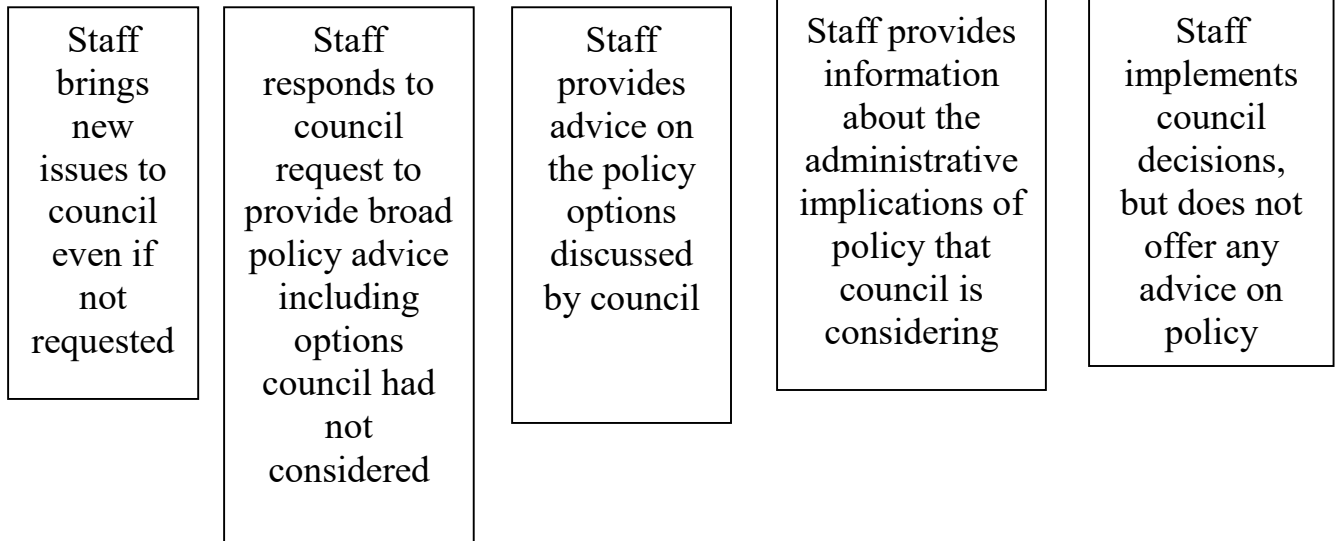 Staff
brings
new
issues to
council
even if
not
requested
Staff
responds to
council
request to
provide broad
policy advice
including
options
council had
not
considered
Staff
provides
advice on
the policy
options
discussed
by council
Staff provides
information
about the
administrative
implications of
policy that
council is
considering
Staff
implements
council
decisions,
but does not
offer any
advice on
policy